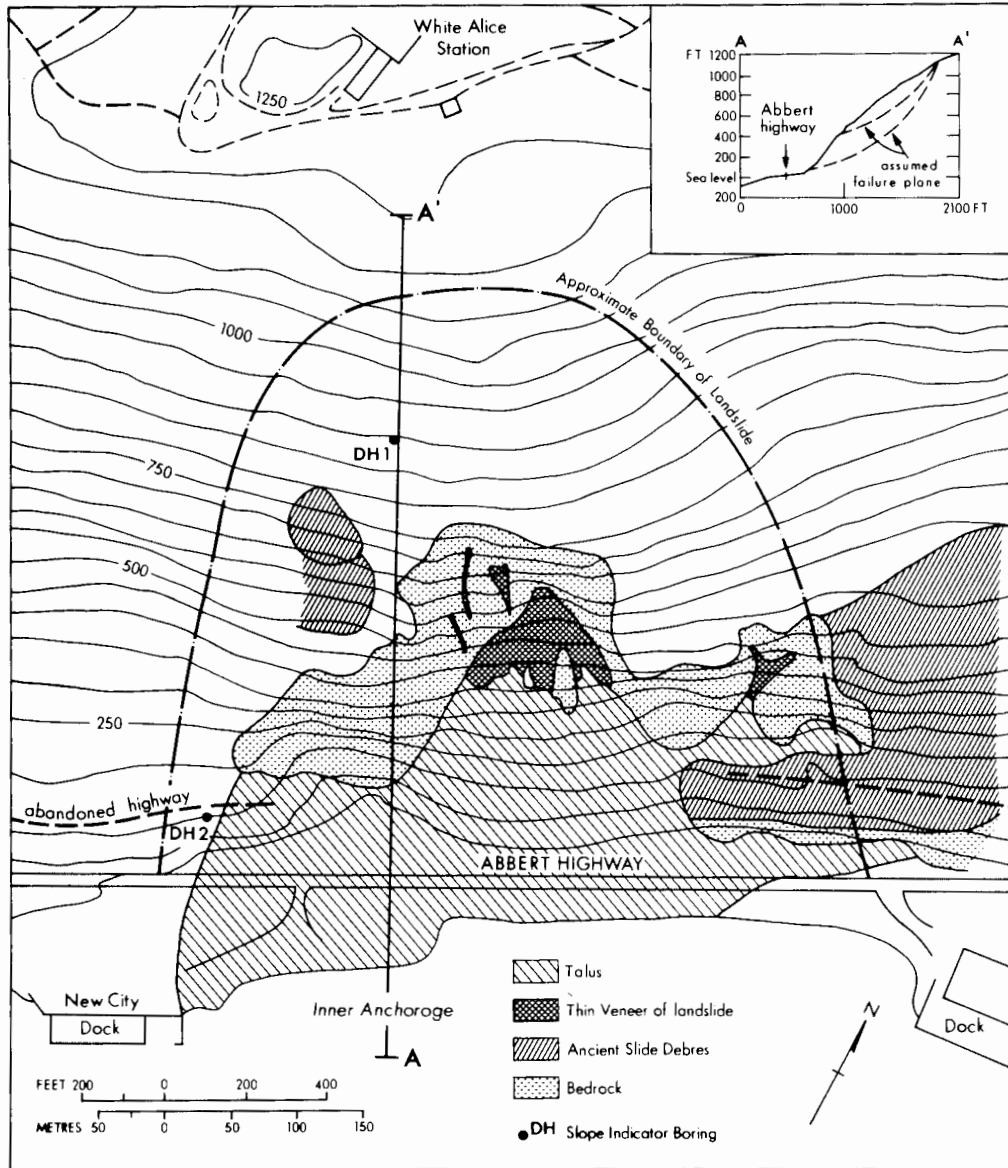 White Alice
Station
1250
A A'
FT 1200
1000
800
600
400
200
Sea level
200
Abbert
highway
assumed
failure plane
0 1000 2100 FT
A'
Approximate Boundary of Landslide
1000
DH 1
750
500
250
abandoned highway
DH 2
ABBERT HIGHWAY
New City
Dock
Inner Anchoroge
A
Talus
Thin Veneer of landslide
Ancient Slide Debres
Bedrock
DH Slope Indicator Boring
N
Dock
FEET 200 0 200 400
METRES 50 0 50 100 150